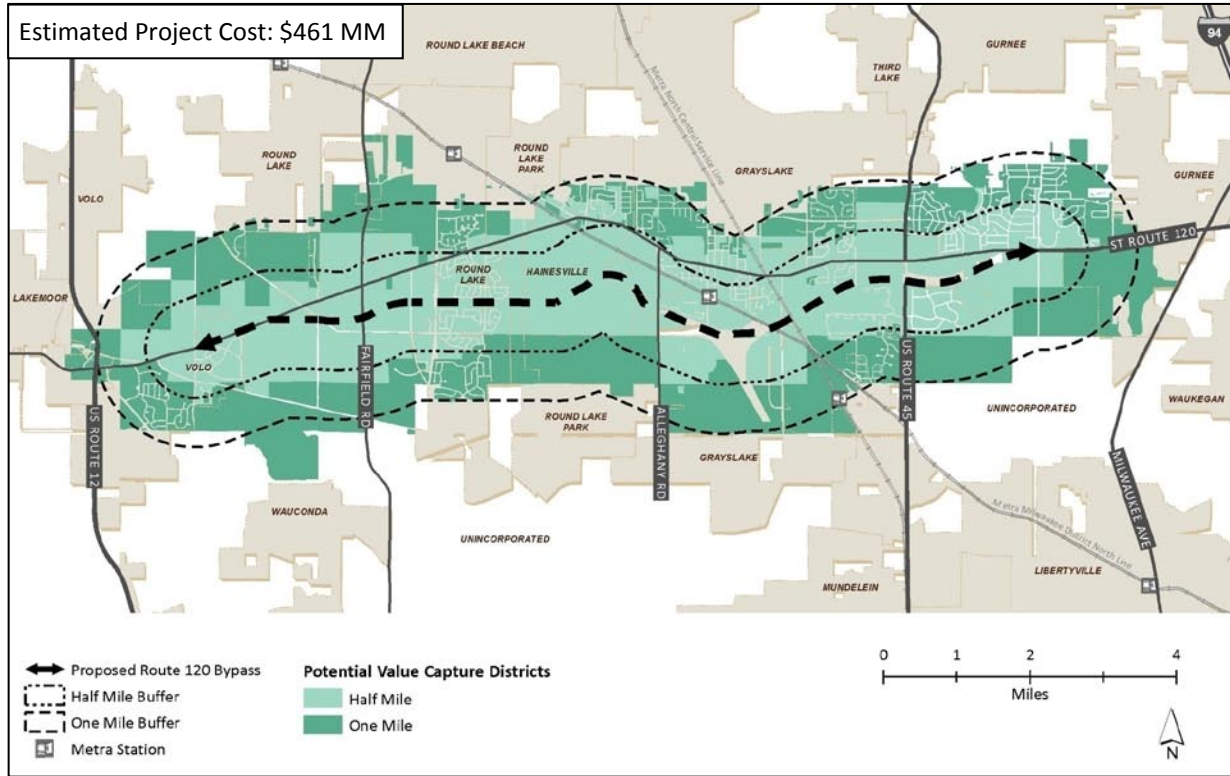 Estimated Project Cost: $461 MM
ROUND LAKE BEACH
THIRD
LAKE
GURNEE
94
Metra North Central Service Line
ROUND
LAKE
ROUND
LAKE
PARK
GRAYSLAKE
VOLO
GURNEE
ST ROUTE 120
LAKEMOOR
ROUND
LAKE
HAINESVILLE
VOLO
US ROUTE 12
FAIRFIELD RD
ALLEGHANY RD
US ROUTE 45
ROUND LAKE
PARK
UNINCORPORATED
WAUKEGAN
GRAYSLAKE
MILWAUKEE AVE
WAUCONDA
UNINCORPORATED
Metra Milwaukee District North Line
LIBERTYVILLE
MUNDELEIN
Proposed Route 120 Bypass
Half Mile Buffer
One Mile Buffer
Metra Station
Potential Value Capture Districts
Half Mile
One Mile
0 1 2 4
Miles
N